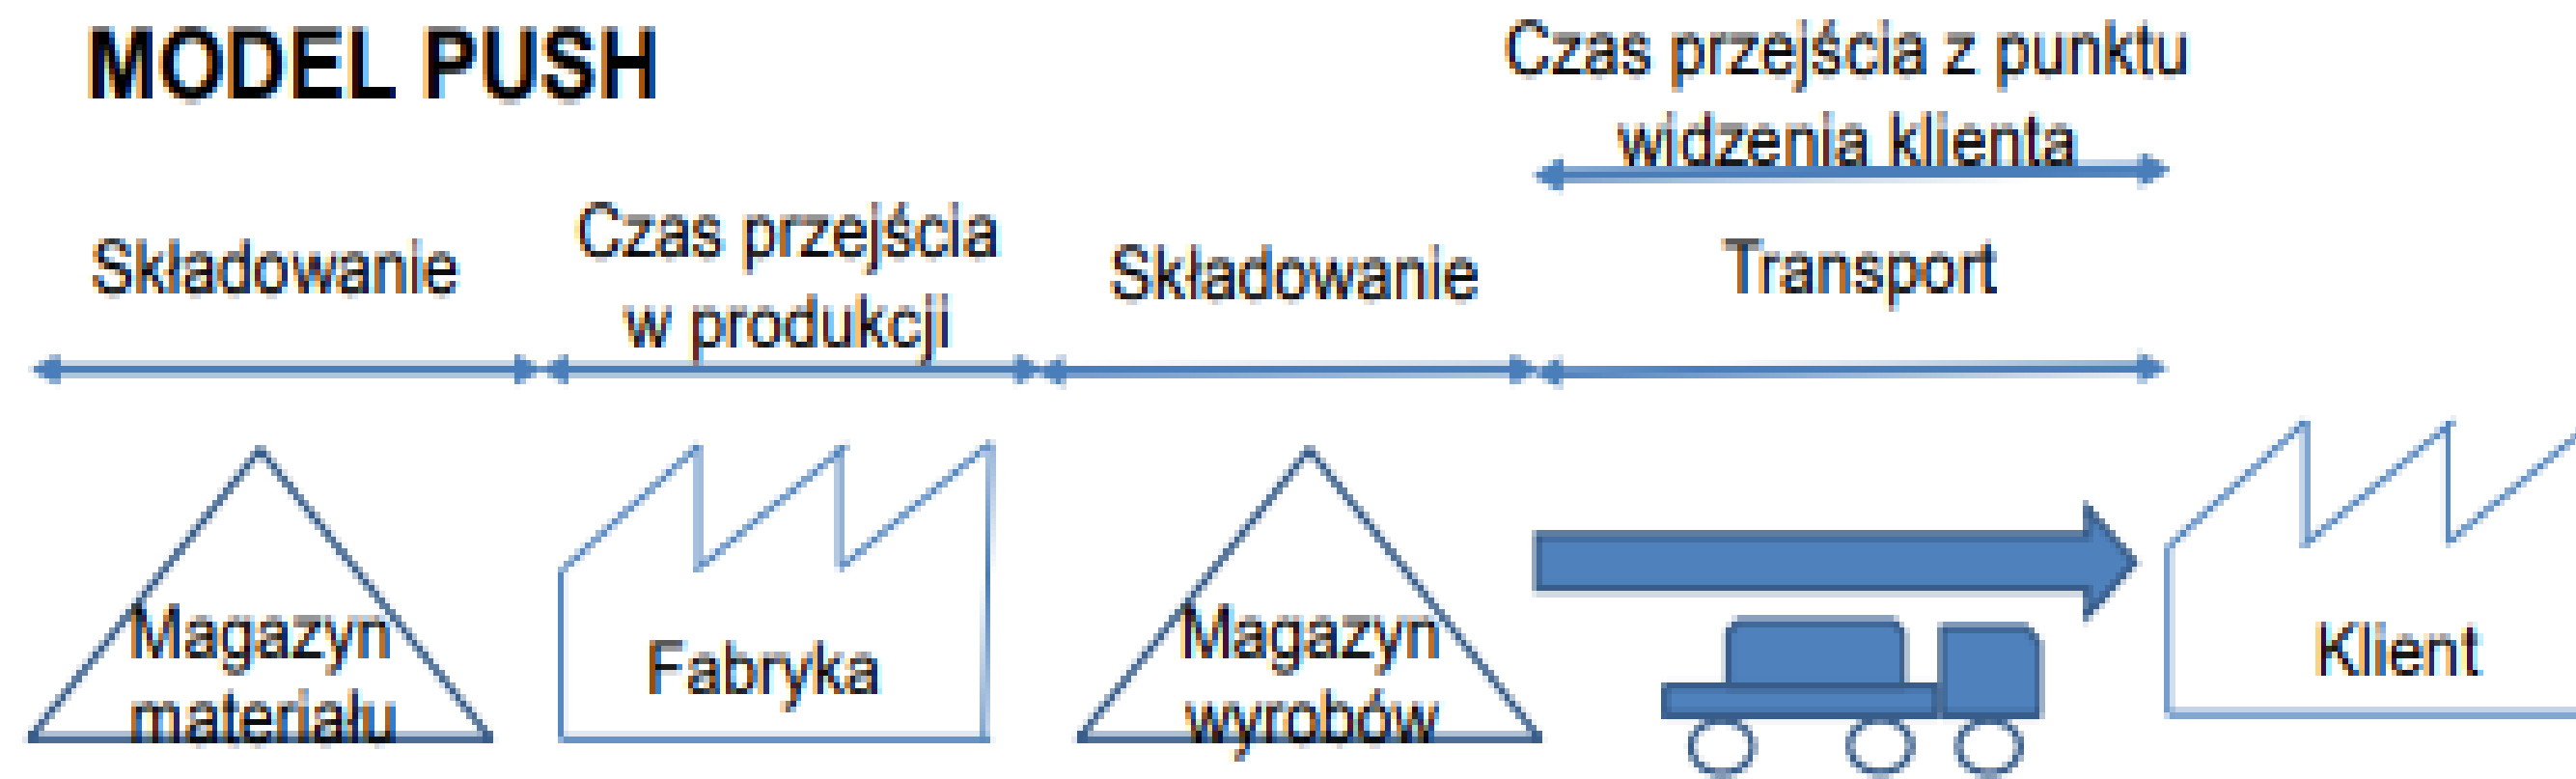 MODEL PUSH
Czas przejścia z punktu
widzenia klienta
Składowanie
Czas przejścia
w produkcji
Składowanie
Transport
Magazyn
materiału
Fabryka
Magazyn
wyrobów
Klient